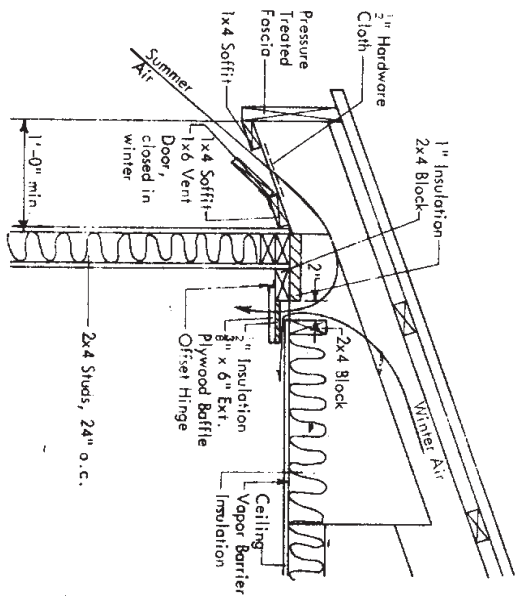 1/2" Hardware
Cloth
Pressure
Treated
Fascia
1x4 Soffit
Summer
Air
1'-0" min
1x4 Soffit
1x6 Vent
Door,
closed in
winter
1" Insulation
2x4 Block
2"
2x4 Block
Winter Air
1" Insulation
3/8" x 6" Ext.
Plywood Baffle
Offset Hinge
2x4 Studs, 24" o.c.
Ceiling
Vapor Barrier
Insulation